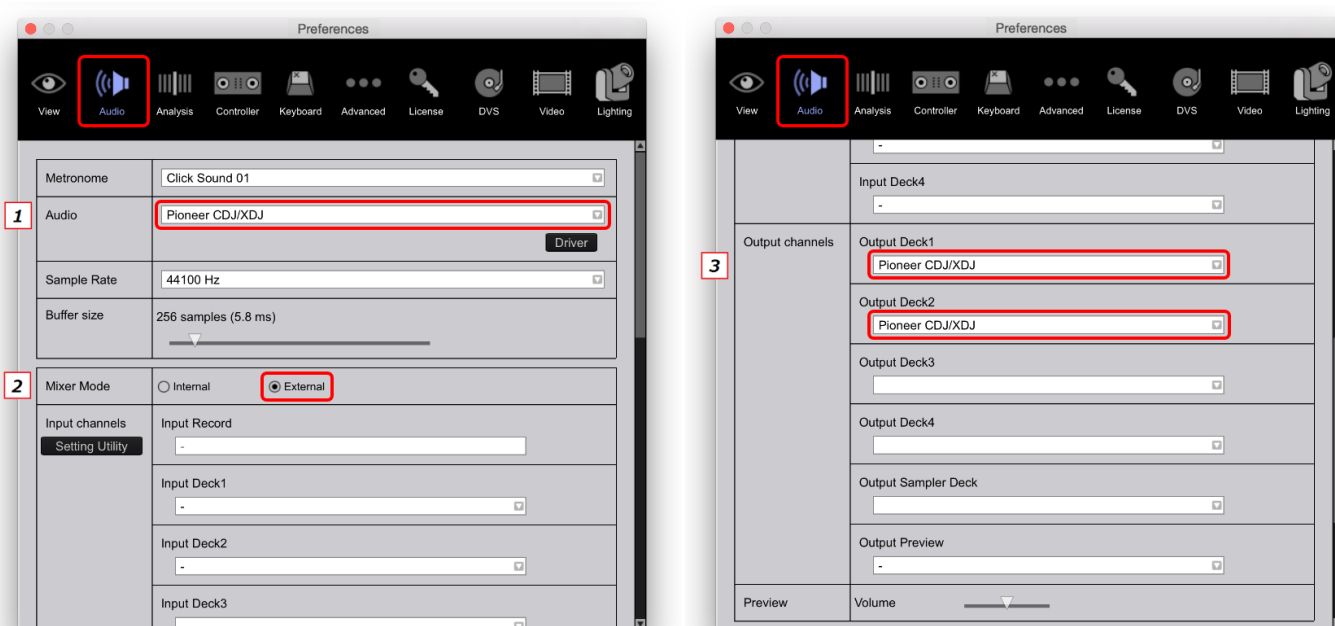 Preferences
View Audio Analysis Controller Keyboard Advanced License DVS Video Lighting
Metronome Click Sound 01
1 Audio Pioneer CDJ/XDJ
Driver
Sample Rate 44100 Hz
Buffer size 256 samples (5.8 ms)
2 Mixer Mode Internal External
Input channels Input Record
Setting Utility -
Input Deck1
-
Input Deck2
-
Input Deck3
Preferences
View Audio Analysis Controller Keyboard Advanced License DVS Video Lighting
-
Input Deck4
-
Output channels Output Deck1
3 Pioneer CDJ/XDJ
Output Deck2
Pioneer CDJ/XDJ
Output Deck3
Output Deck4
Output Sampler Deck
Output Preview
-
Preview Volume